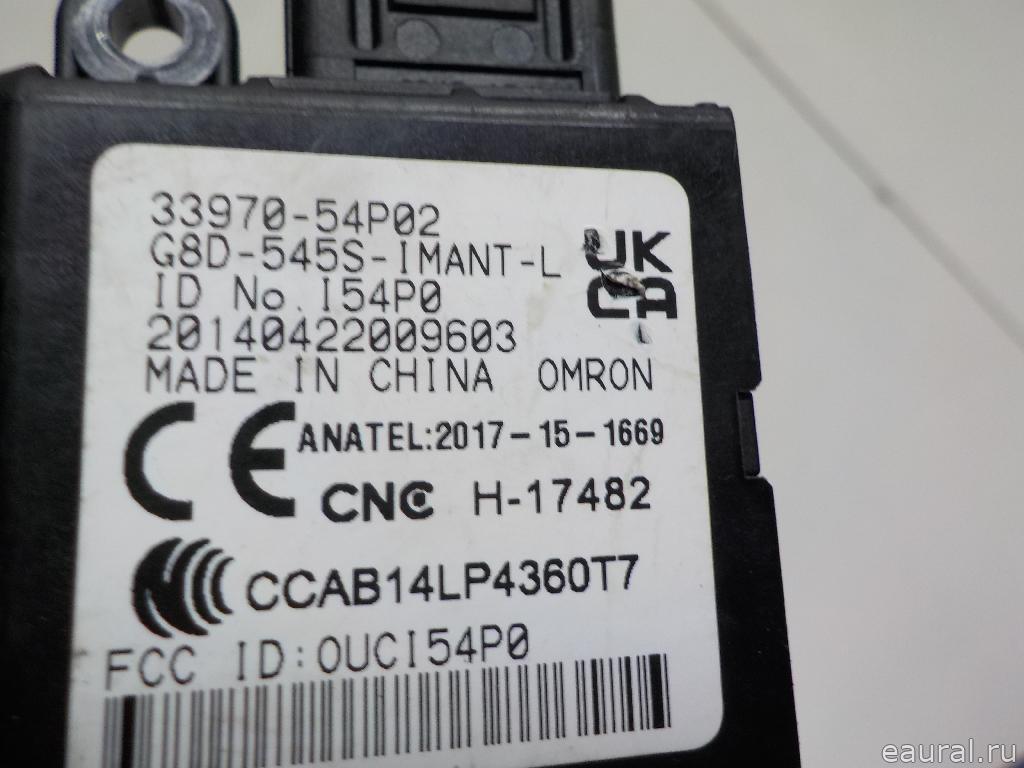 33970-54P02
G8D-545S-IMANT-L
UK
CA
ID No. I54P0
20140422009603
MADE IN CHINA OMRON
CE
ANATEL:2017-15-1669
CNC H-17482
CCAB14LP4360T7
FCC ID:OUCI54P0
eaural.ru